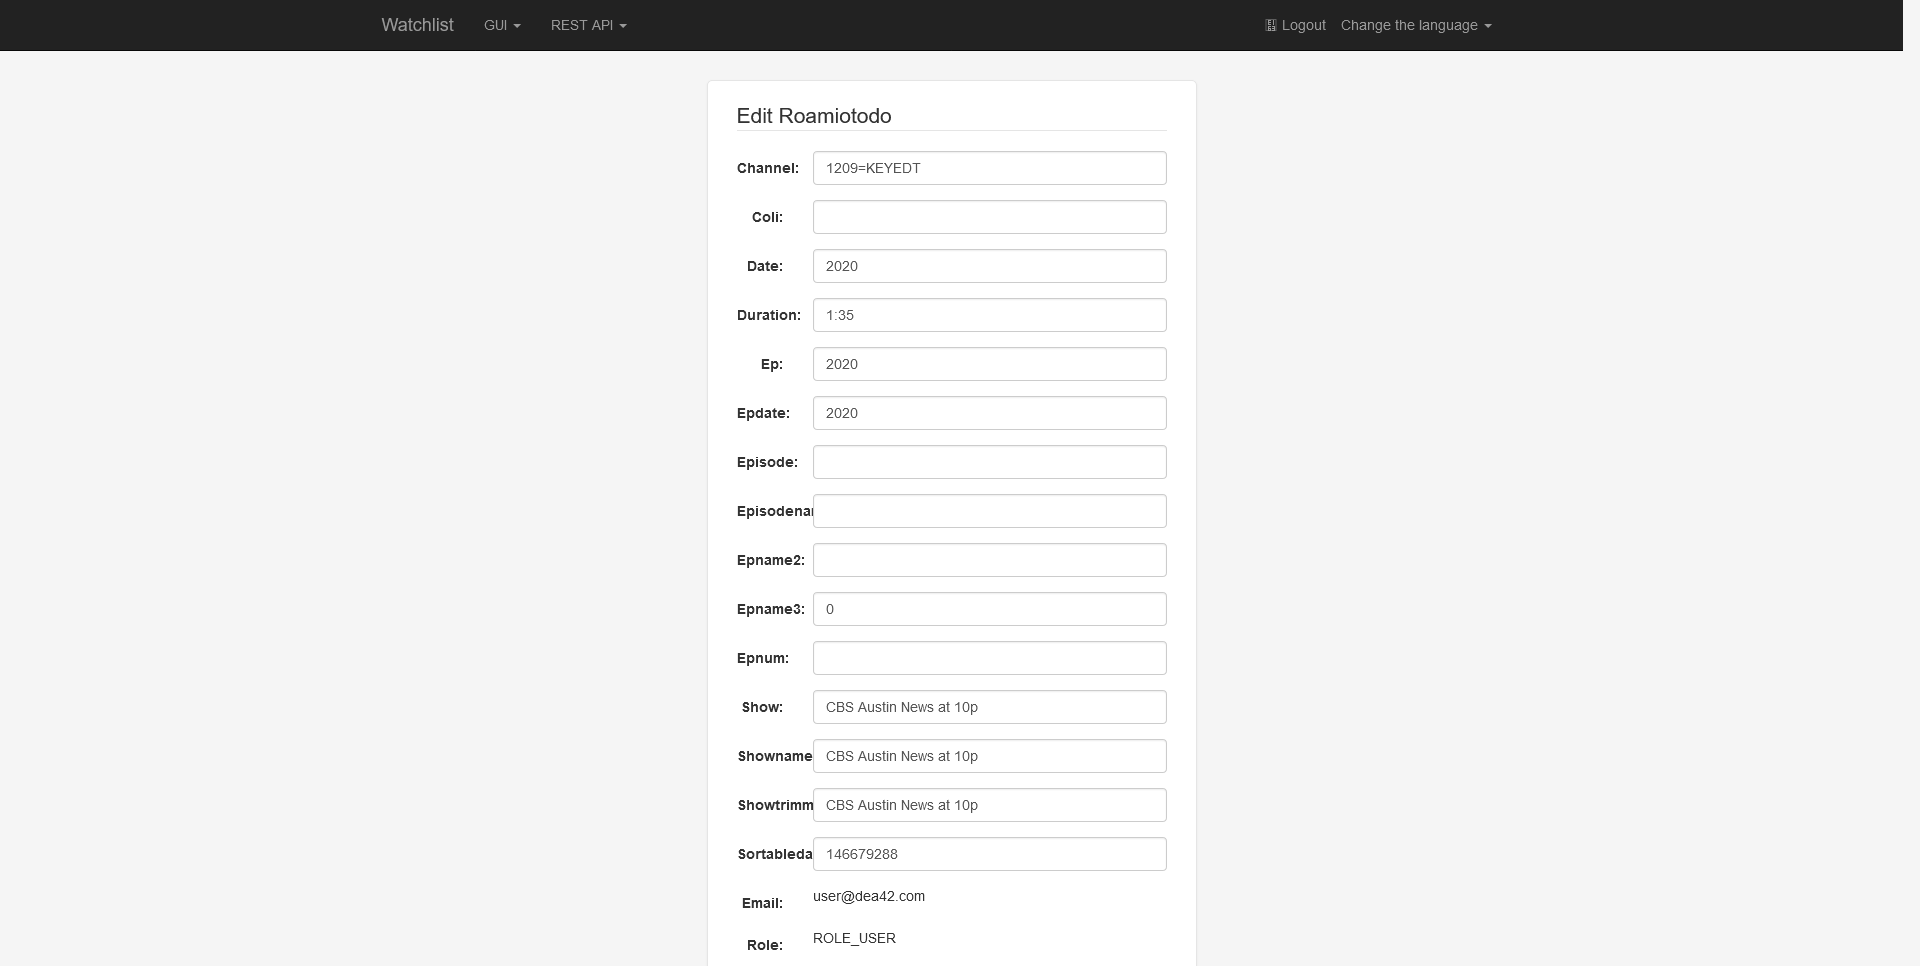 Watchlist GUI REST API Logout Change the language
Edit Roamiotodo
Channel: 1209=KEYEDT
Coli:
Date: 2020
Duration: 1:35
Ep: 2020
Epdate: 2020
Episode:
Episodenar
Epname2:
Epname3: 0
Epnum:
Show: CBS Austin News at 10p
Showname CBS Austin News at 10p
Showtrimm CBS Austin News at 10p
Sortableda 146679288
Email: user@dea42.com
Role: ROLE_USER